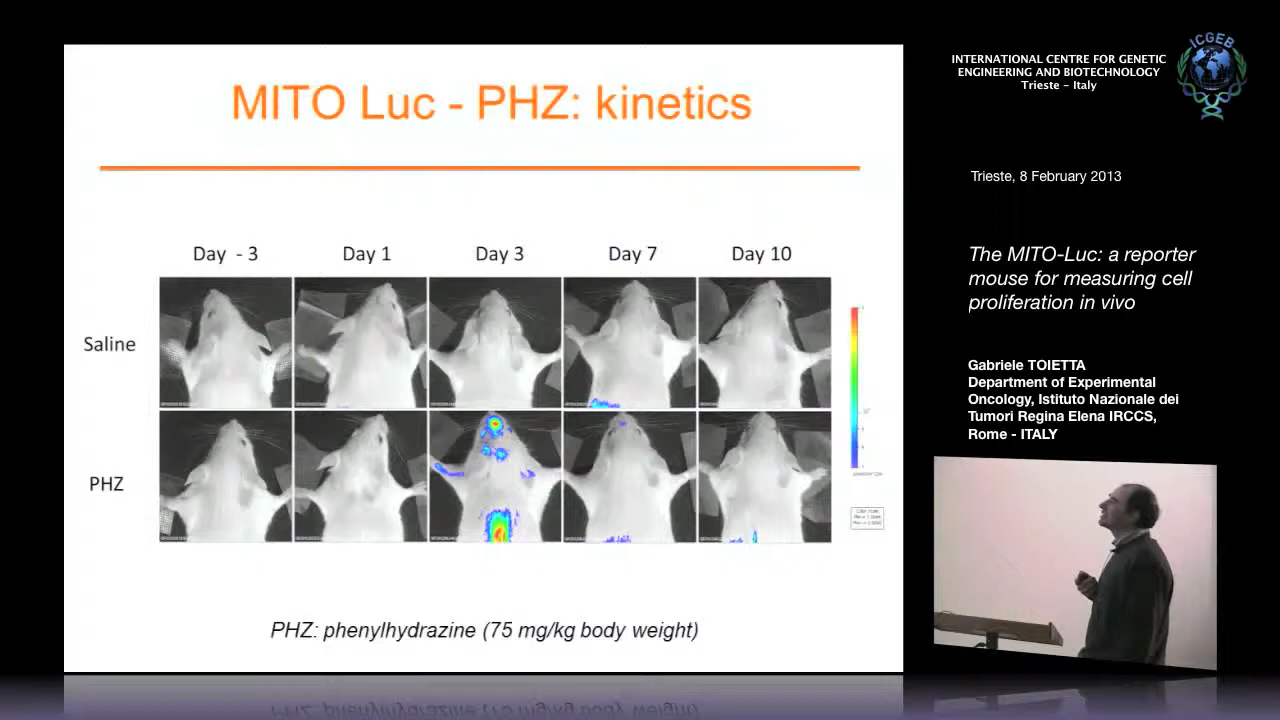 MITO Luc - PHZ: kinetics
Day - 3
Day 1
Day 3
Day 7
Day 10
Saline
PHZ
PHZ: phenylhydrazine (75 mg/kg body weight)
ICGEB
INTERNATIONAL CENTRE FOR GENETIC
ENGINEERING AND BIOTECHNOLOGY
Trieste - Italy
Trieste, 8 February 2013
The MITO-Luc: a reporter
mouse for measuring cell
proliferation in vivo
Gabriele TOIETTA
Department of Experimental
Oncology, Istituto Nazionale dei
Tumori Regina Elena IRCCS,
Rome - ITALY